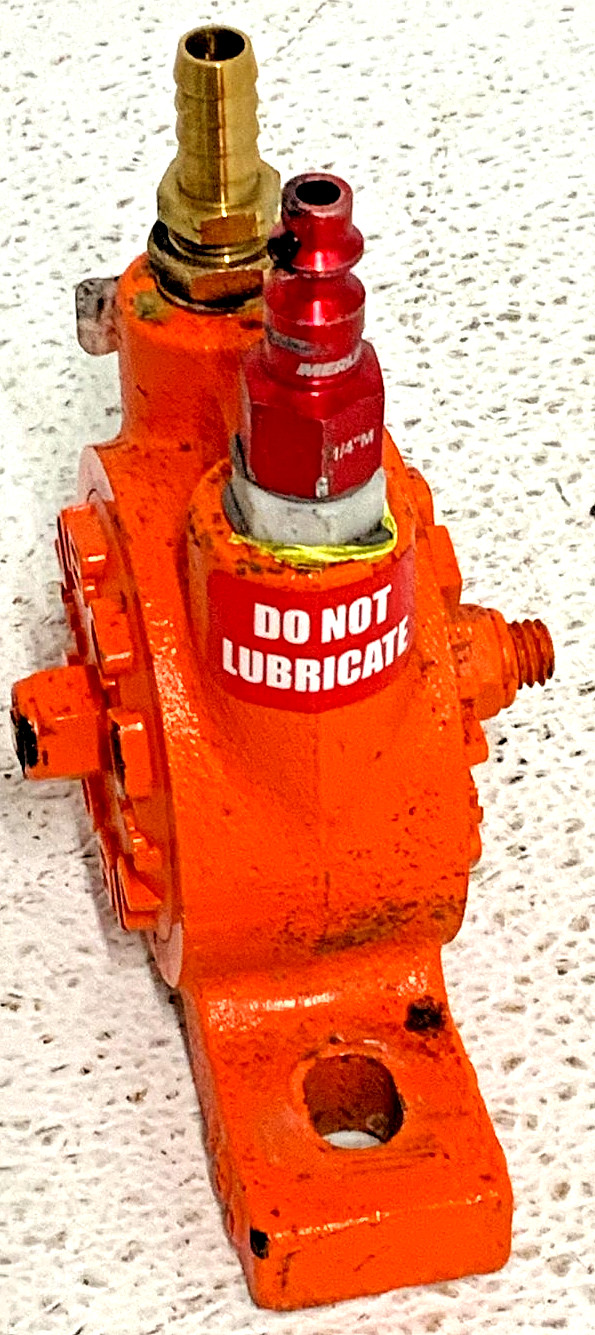 1/4"M
DO NOT
LUBRICATE